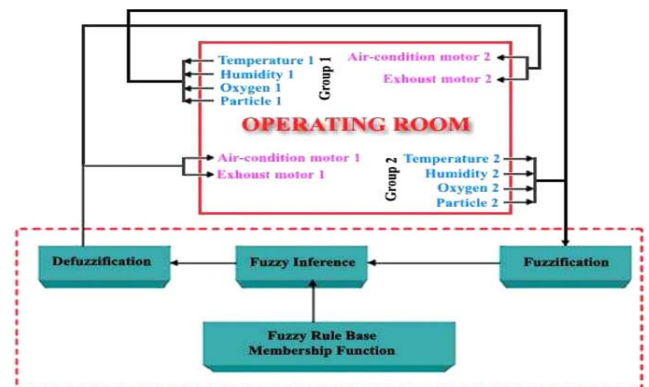 Temperature 1
Humidity 1
Oxygen 1
Particle 1
Group 1
Air-condition motor 2
Exhaust motor 2
OPERATING ROOM
Air-condition motor 1
Exhaust motor 1
Group 2
Temperature 2
Humidity 2
Oxygen 2
Particle 2
Defuzzification
Fuzzy Inference
Fuzzification
Fuzzy Rule Base
Membership Function